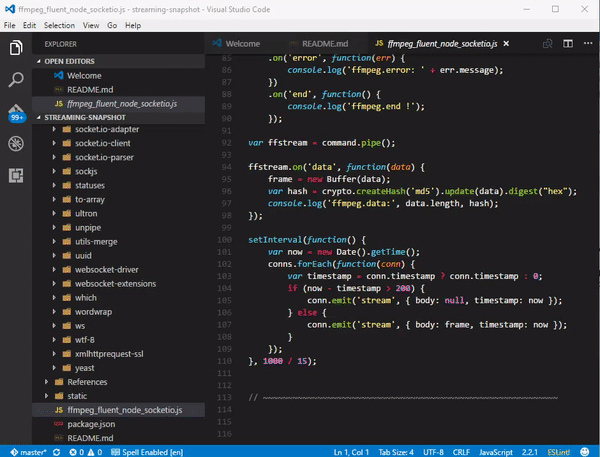 ffmpeg_fluent_node_socketio.js - streaming-snapshot - Visual Studio Code
File Edit Selection View Go Help
EXPLORER
OPEN EDITORS
Welcome
README.md
JS ffmpeg_fluent_node_socketio.js
STREAMING-SNAPSHOT
socket.io-adapter
socket.io-client
socket.io-parser
sockjs
statuses
to-array
ultron
unpipe
utils-merge
uuid
websocket-driver
websocket-extensions
which
wordwrap
ws
wtf-8
xmlhttprequest-ssl
yeast
References
static
JS ffmpeg_fluent_node_socketio.js
package.json
README.md
99+
Welcome README.md JS ffmpeg_fluent_node_socketio.js
85 .on('error', function(err) {
86 console.log('ffmpeg.error: ' + err.message);
87 })
88 .on('end', function() {
89 console.log('ffmpeg.end !');
90 });
91
92 var ffstream = command.pipe();
93
94 ffstream.on('data', function(data) {
95 frame = new Buffer(data);
96 var hash = crypto.createHash('md5').update(data).digest("hex");
97 console.log('ffmpeg.data:', data.length, hash);
98 });
99
100 setInterval(function() {
101 var now = new Date().getTime();
102 conns.forEach(function(conn) {
103 var timestamp = conn.timestamp ? conn.timestamp : 0;
104 if (now - timestamp > 200) {
105 conn.emit('stream', { body: null, timestamp: now });
106 } else {
107 conn.emit('stream', { body: frame, timestamp: now });
108 }
109 });
110 }, 1000 / 15);
111
112
113 // ~~~~~~~~~~~~~~~~~~~~~~~~~~~~~~~~~~~~~~~~~~~~~~~~~~~~~~~~~~~
114
115
116
master* 0 0 Spell Enabled [en] Ln 1, Col 1 Tab Size: 4 UTF-8 CRLF JavaScript 2.2.1 ESLint!